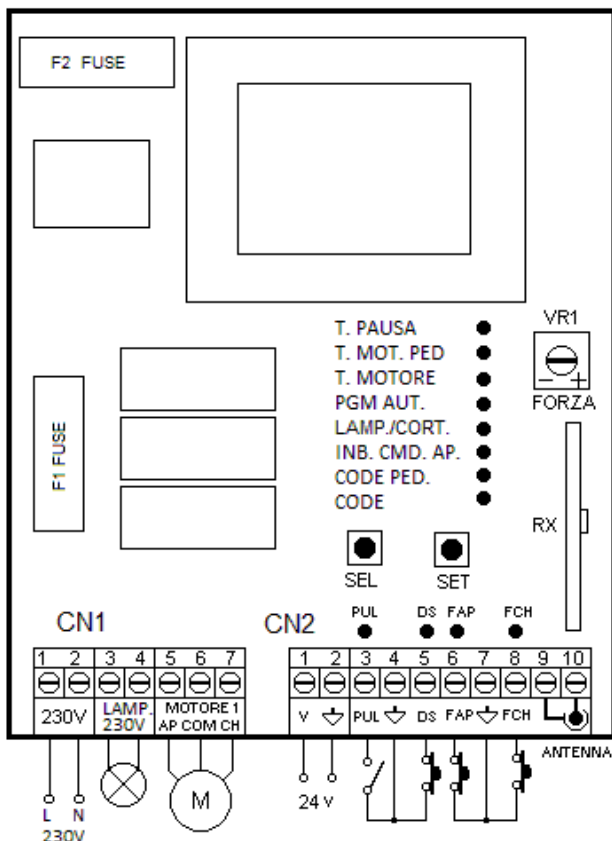 F2 FUSE
T. PAUSA
T. MOT. PED
T. MOTORE
PGM AUT.
LAMP./CORT.
INB. CMD. AP.
CODE PED.
CODE
VR1
- +
FORZA
F1 FUSE
RX
SEL
SET
CN1
CN2
PUL DS FAP FCH
1 2 3 4 5 6 7
1 2 3 4 5 6 7 8 9 10
230V
LAMP.
230V
MOTORE 1
AP COM CH
V PUL DS FAP FCH
ANTENNA
L N
230V
M
24 V